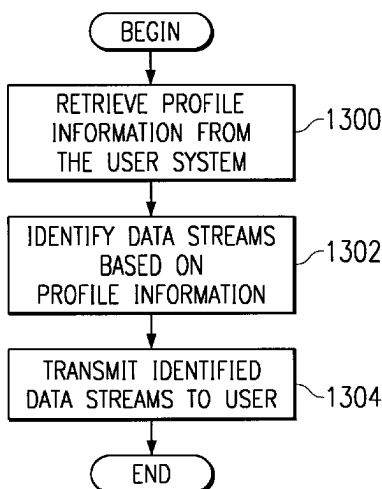 BEGIN
RETRIEVE PROFILE
INFORMATION FROM
THE USER SYSTEM
1300
IDENTIFY DATA STREAMS
BASED ON
PROFILE INFORMATION
1302
TRANSMIT IDENTIFIED
DATA STREAMS TO USER
1304
END